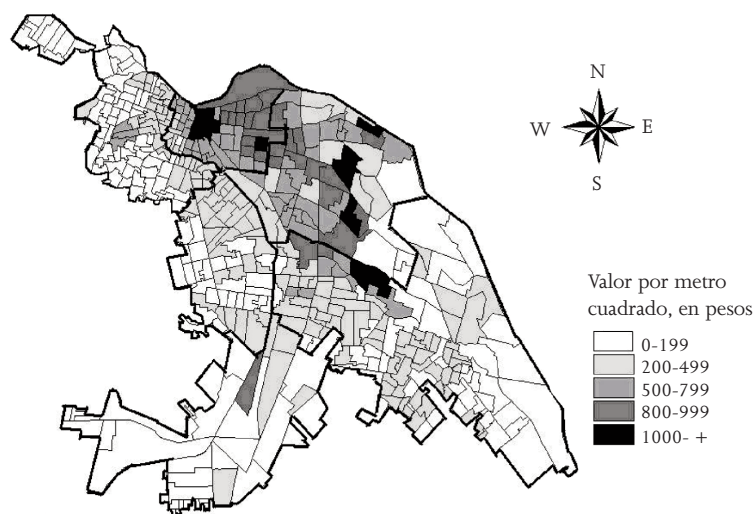 N
W E
S
Valor por metro
cuadrado, en pesos
0-199
200-499
500-799
800-999
1000- +